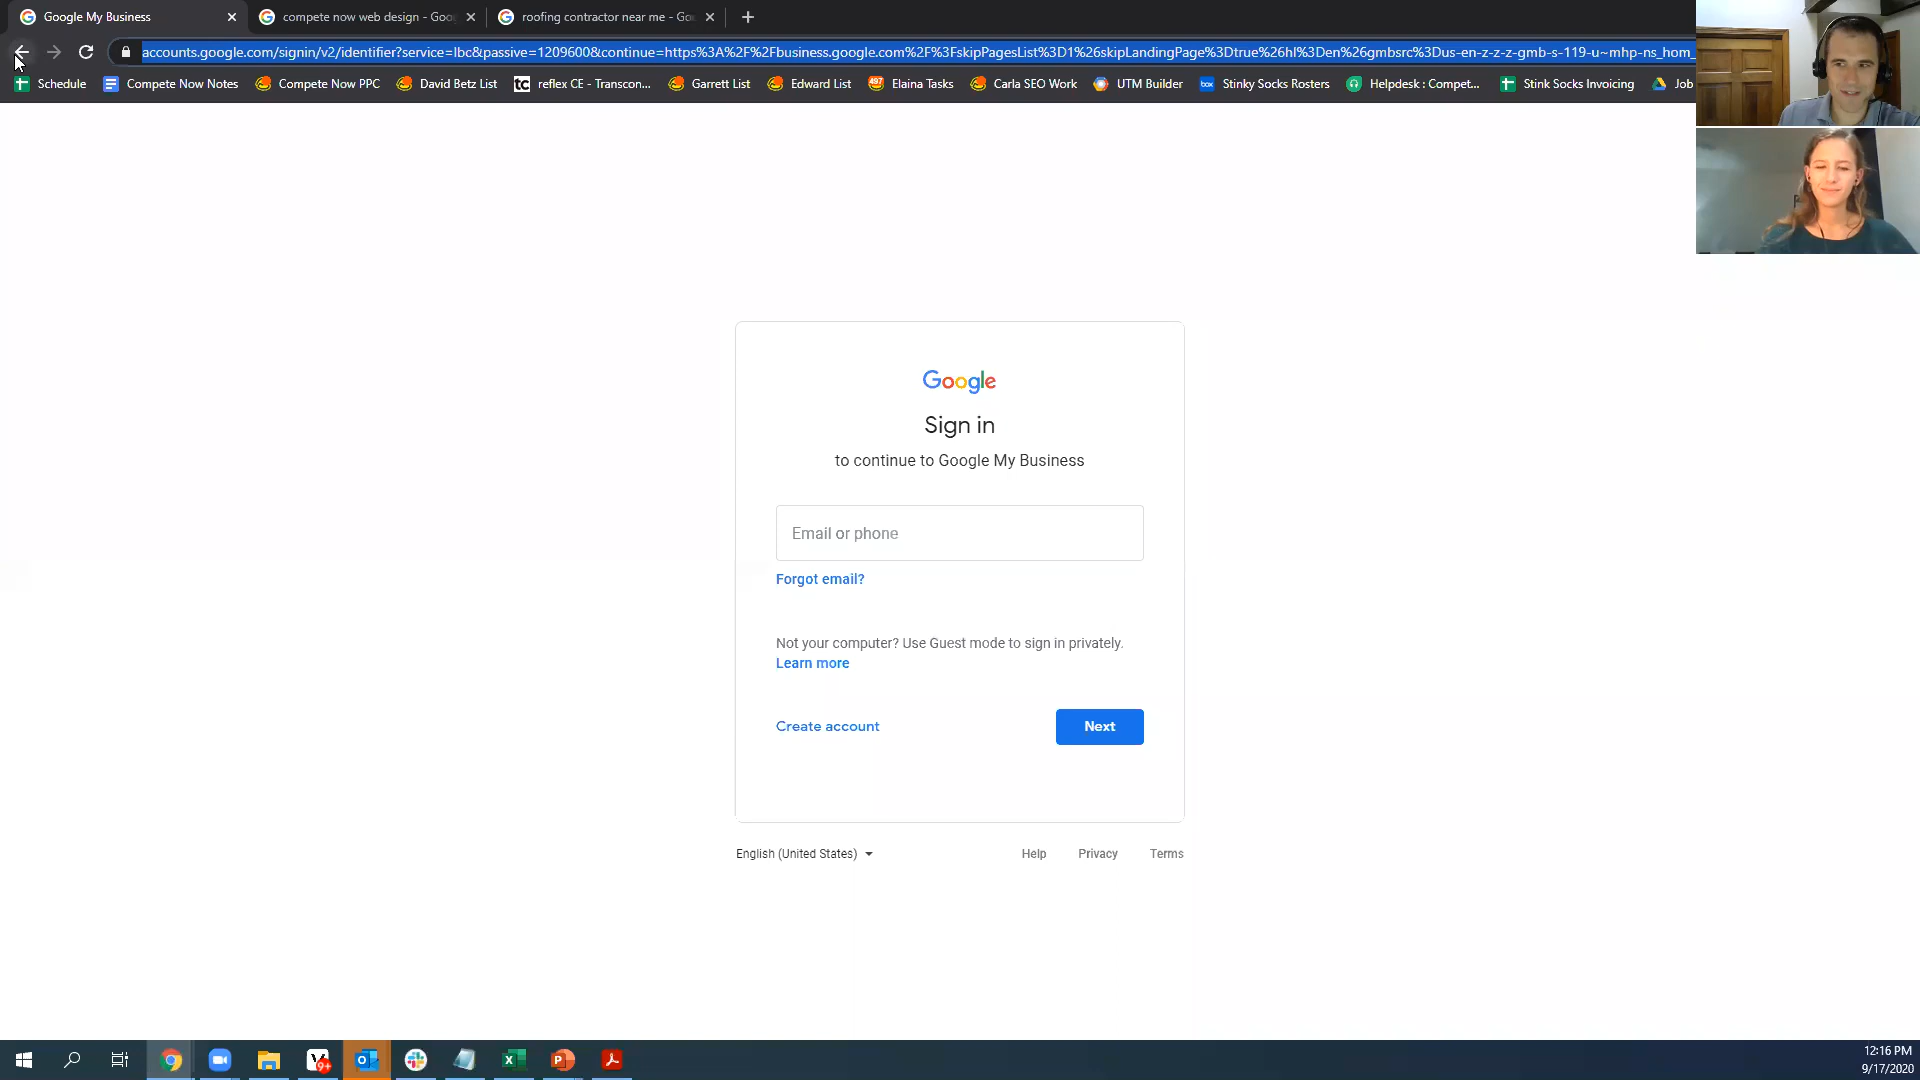 Google My Business
compete now web design - Goo
roofing contractor near me - Go
accounts.google.com/signin/v2/identifier?service=lbc&passive=1209600&continue=https%3A%2F%2Fbusiness.google.com%2F%3FskipPagesList%3D1%26skipLandingPage%3Dtrue%26hl%3Den%26gmbsrc%3Dus-en-z-z-z-gmb-s-119-u~mhp-ns_hom_
Schedule
Compete Now Notes
Compete Now PPC
David Betz List
tc reflex CE - Transcon...
Garrett List
Edward List
497 Elaina Tasks
Carla SEO Work
UTM Builder
box Stinky Socks Rosters
Helpdesk : Compet...
Stink Socks Invoicing
Job
Google
Sign in
to continue to Google My Business
Email or phone
Forgot email?
Not your computer? Use Guest mode to sign in privately.
Learn more
Create account
Next
English (United States)
Help
Privacy
Terms
9+
12:16 PM
9/17/2020